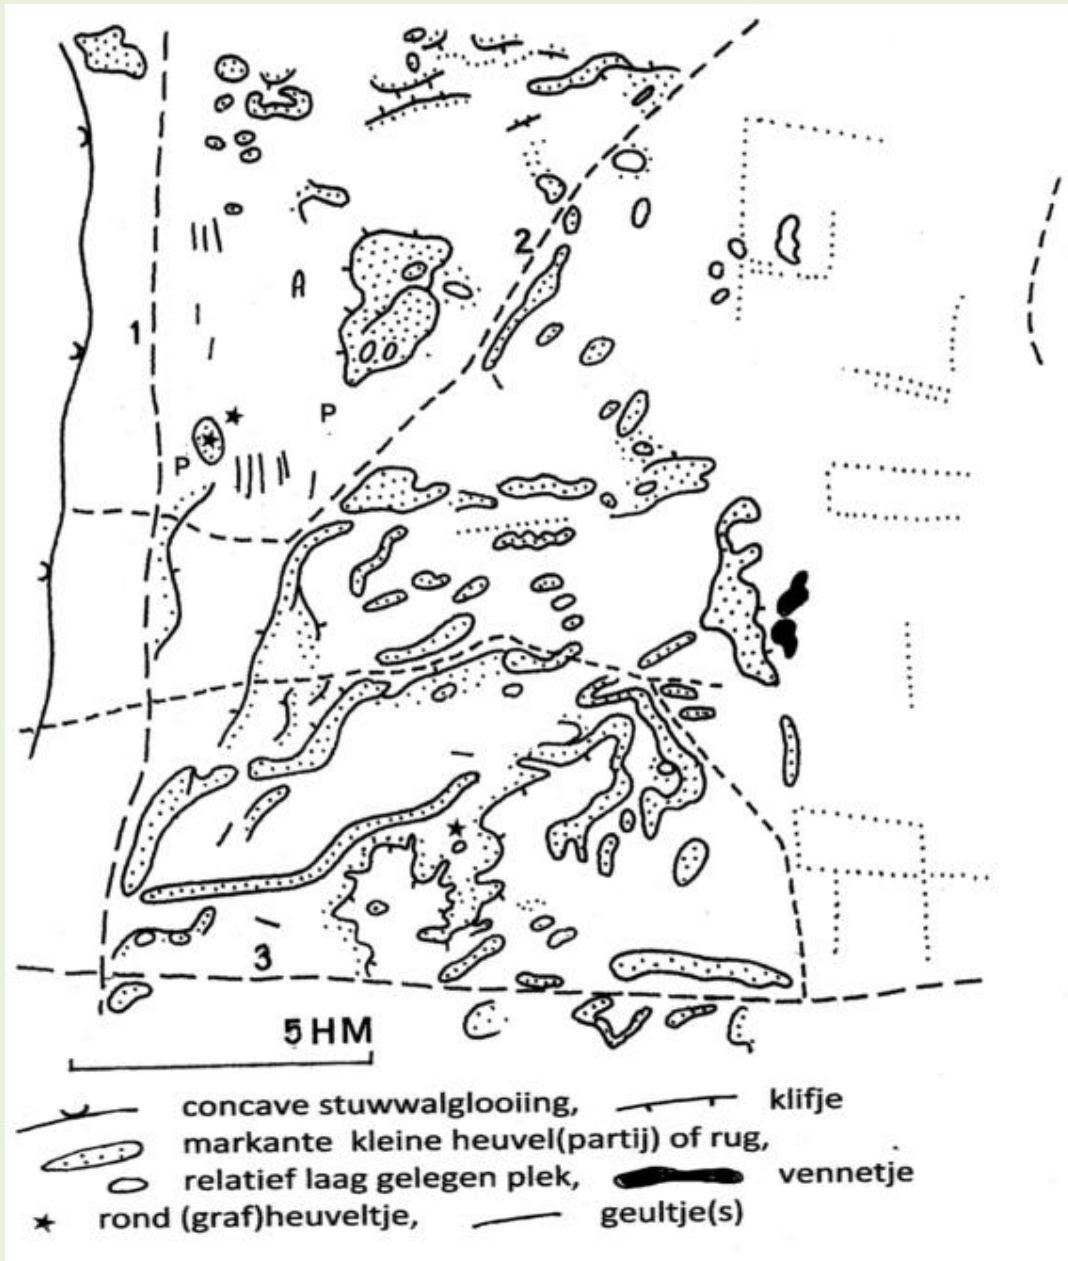 2
A
1
P
P
3
5 HM
concave stuwwalglooiing, klifje
markante kleine heuvel(partij) of rug,
relatief laag gelegen plek, vennetje
rond (graf)heuveltje, geultje(s)